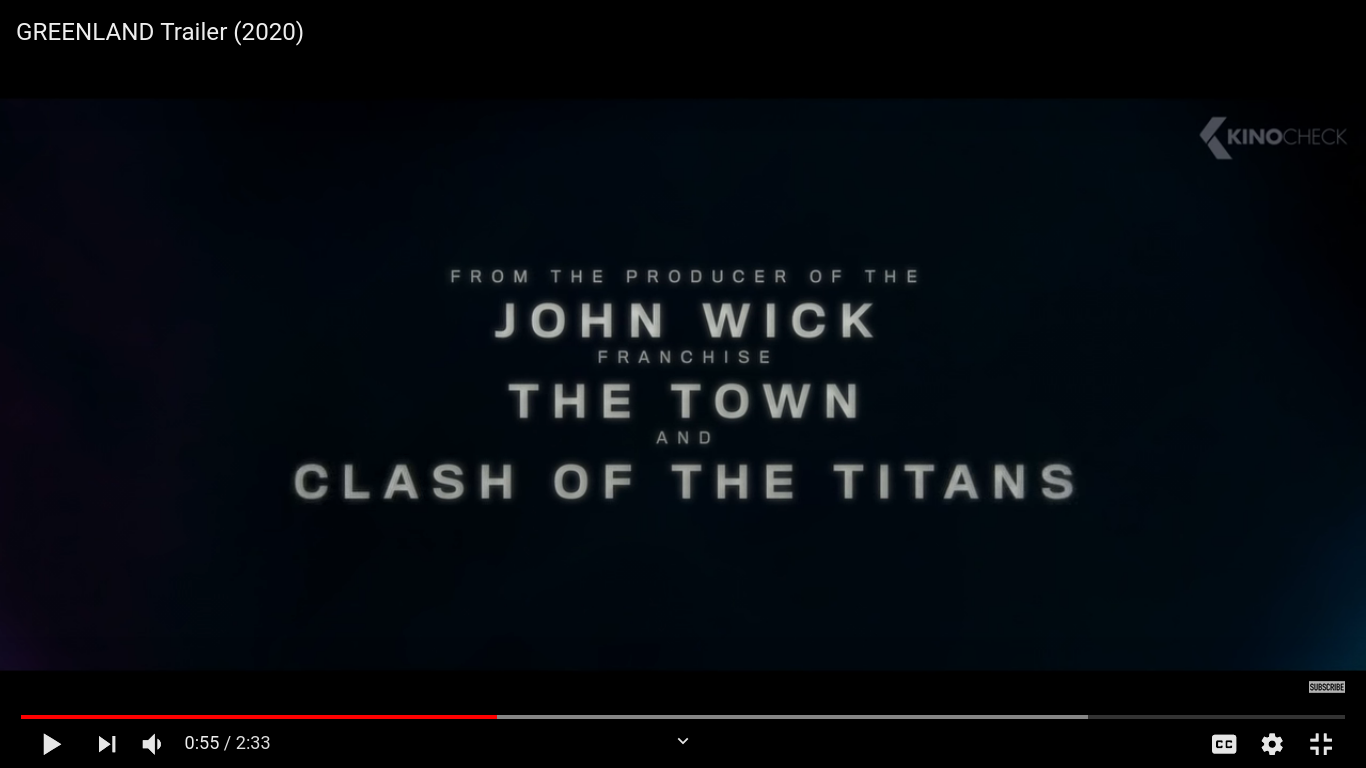 GREENLAND Trailer (2020)
KINOCHECK
FROM THE PRODUCER OF THE
JOHN WICK
FRANCHISE
THE TOWN
AND
CLASH OF THE TITANS
SUBSCRIBE
0:55 / 2:33
CC